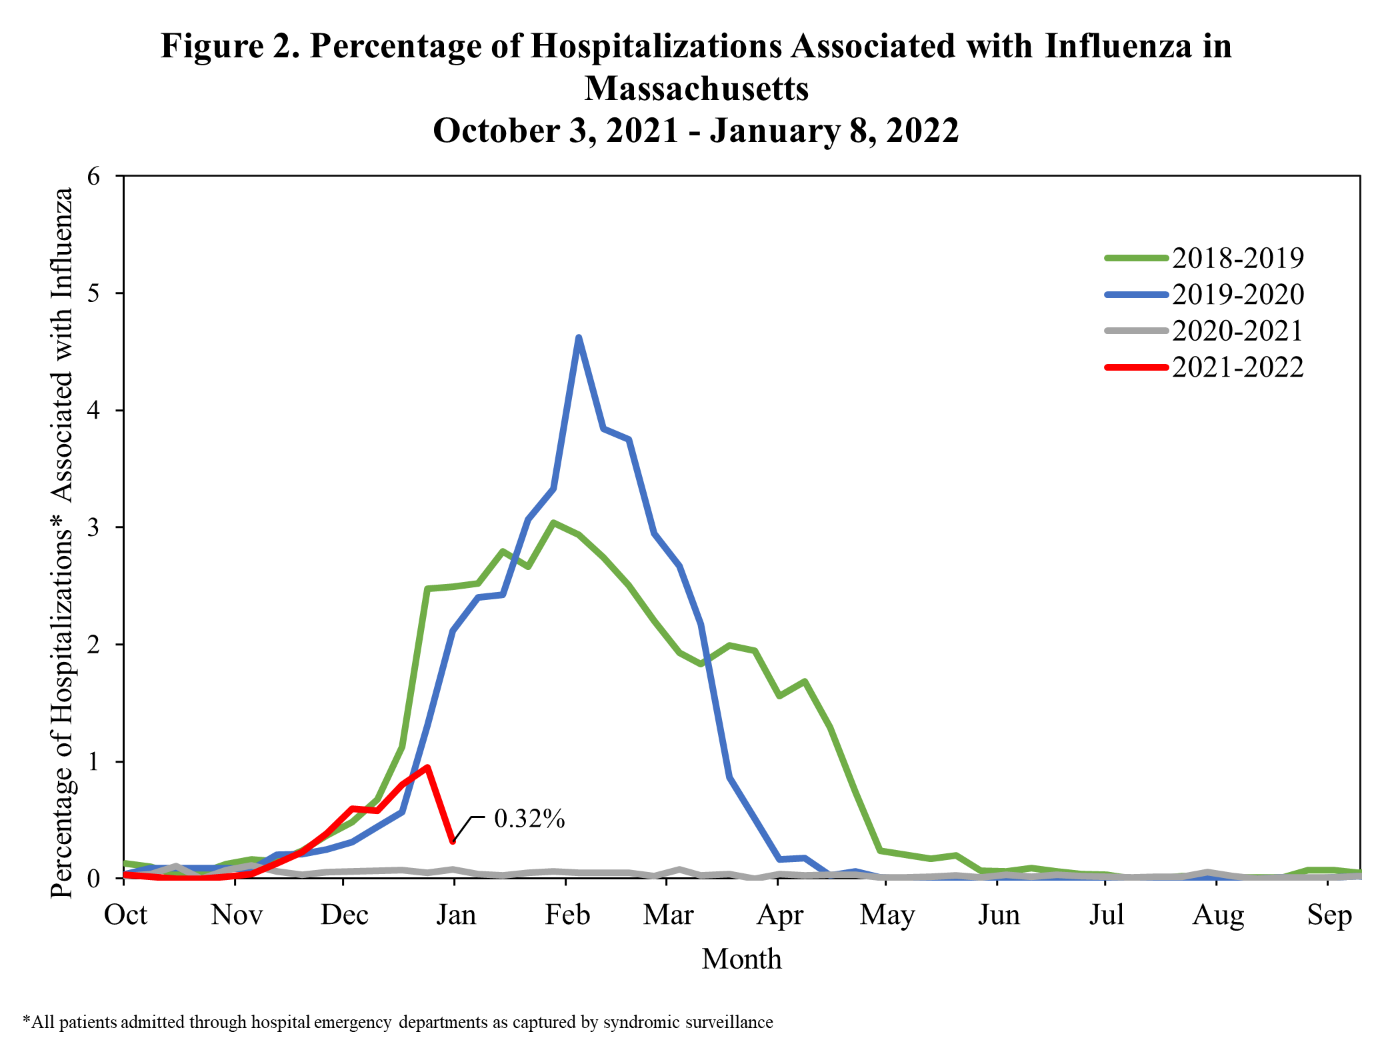 Figure 2. Percentage of Hospitalizations Associated with Influenza in
Massachusetts
October 3, 2021 - January 8, 2022
Percentage of Hospitalizations* Associated with Influenza
6
5
4
3
2
1
0
2018-2019
2019-2020
2020-2021
2021-2022
0.32%
Oct Nov Dec Jan Feb Mar Apr May Jun Jul Aug Sep
Month
*All patients admitted through hospital emergency departments as captured by syndromic surveillance